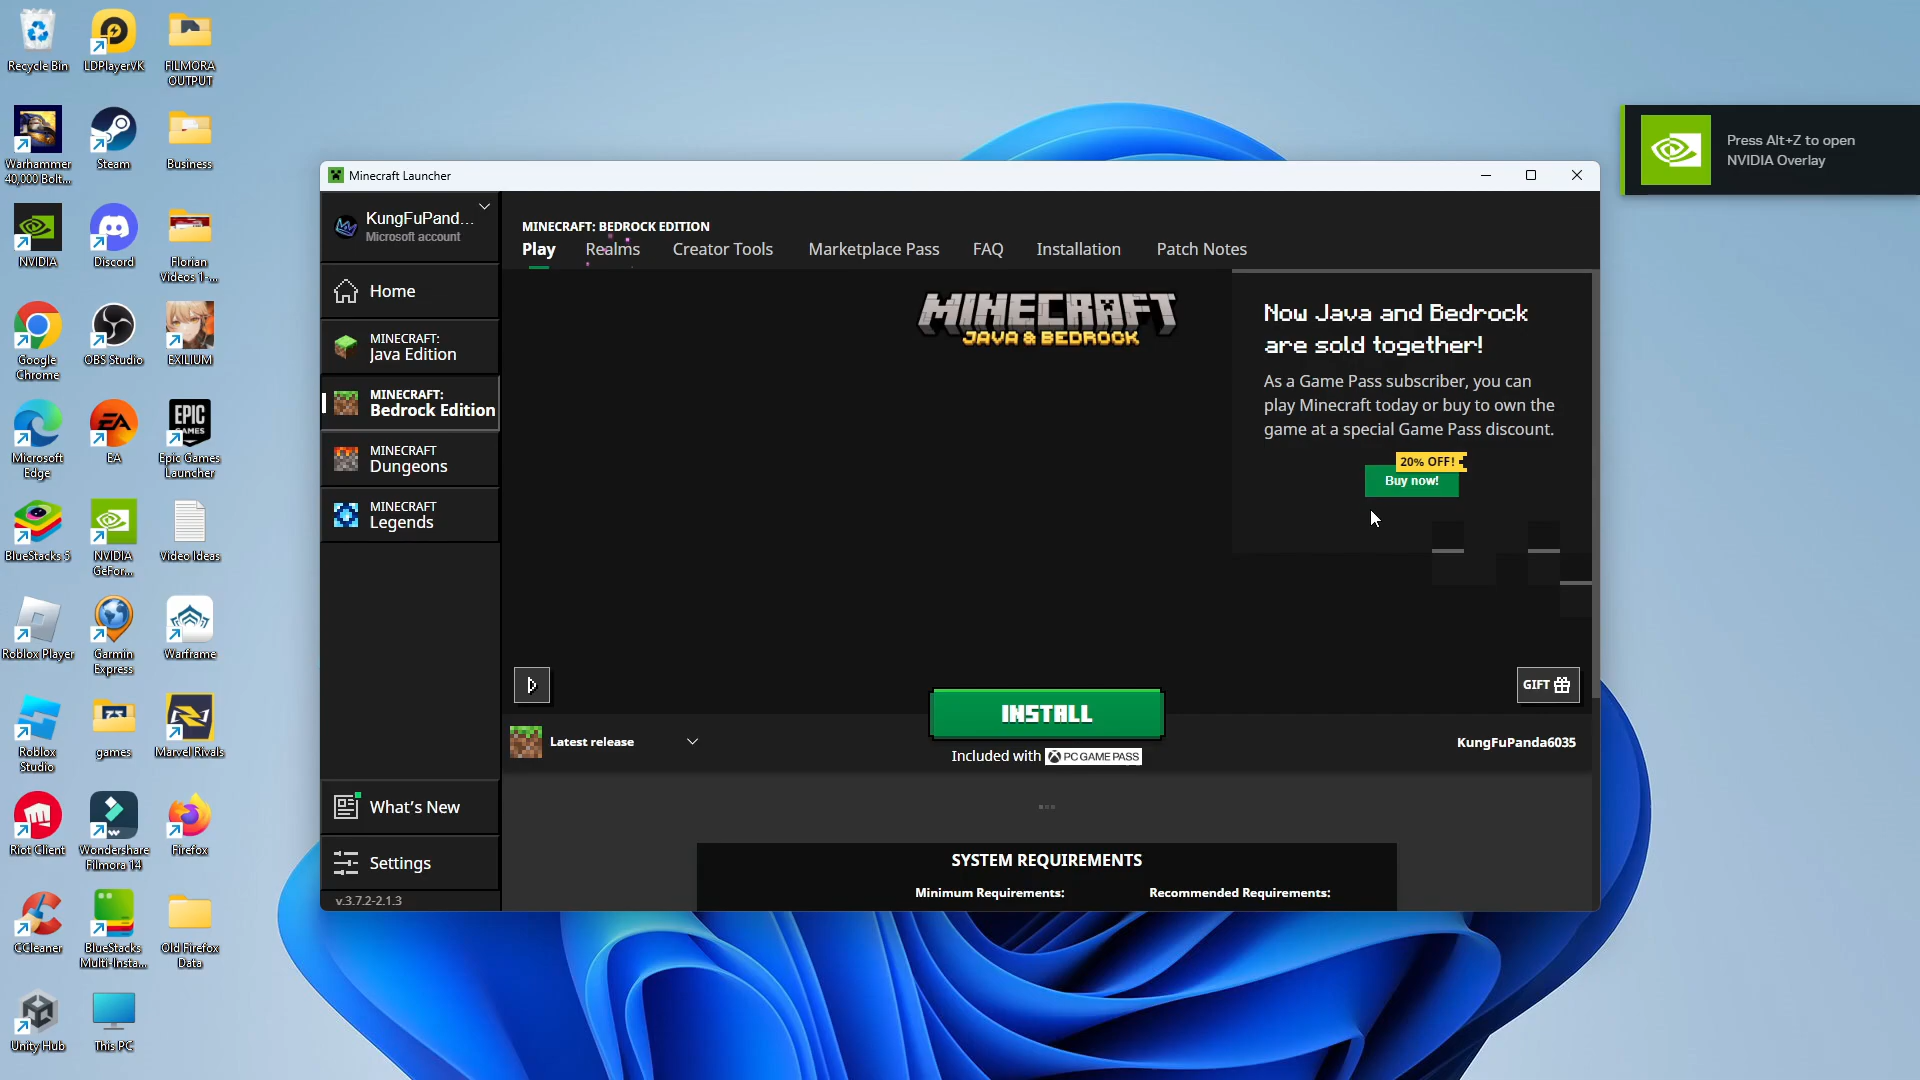 Recycle Bin
LDPlayerVK
FILMORA
OUTPUT
Warhammer
40,000 Bolt...
Steam
Business
NVIDIA
Discord
Florian
Videos 1-...
Google
Chrome
OBS Studio
EXILIUM
Microsoft
Edge
EA
EPIC
GAMES
Epic Games
Launcher
BlueStacks 5
NVIDIA
GeFor...
Video Ideas
Roblox Player
Garmin
Express
Warframe
Roblox
Studio
games
Marvel Rivals
Riot Client
Wondershare
Filmora 14
Firefox
CCleaner
BlueStacks
Multi-Insta...
Old Firefox
Data
Unity Hub
This PC
Minecraft Launcher
KungFuPand...
Microsoft account
Home
MINECRAFT:
Java Edition
MINECRAFT:
Bedrock Edition
MINECRAFT
Dungeons
MINECRAFT
Legends
What's New
Settings
v.3.7.2-2.1.3
MINECRAFT: BEDROCK EDITION
Play Realms Creator Tools Marketplace Pass FAQ Installation Patch Notes
MINECRAFT
JAVA & BEDROCK
Now Java and Bedrock
are sold together!
As a Game Pass subscriber, you can
play Minecraft today or buy to own the
game at a special Game Pass discount.
20% OFF!
Buy now!
GIFT
INSTALL
Latest release
Included with PC GAME PASS
KungFuPanda6035
SYSTEM REQUIREMENTS
Minimum Requirements: Recommended Requirements:
Press Alt+Z to open
NVIDIA Overlay